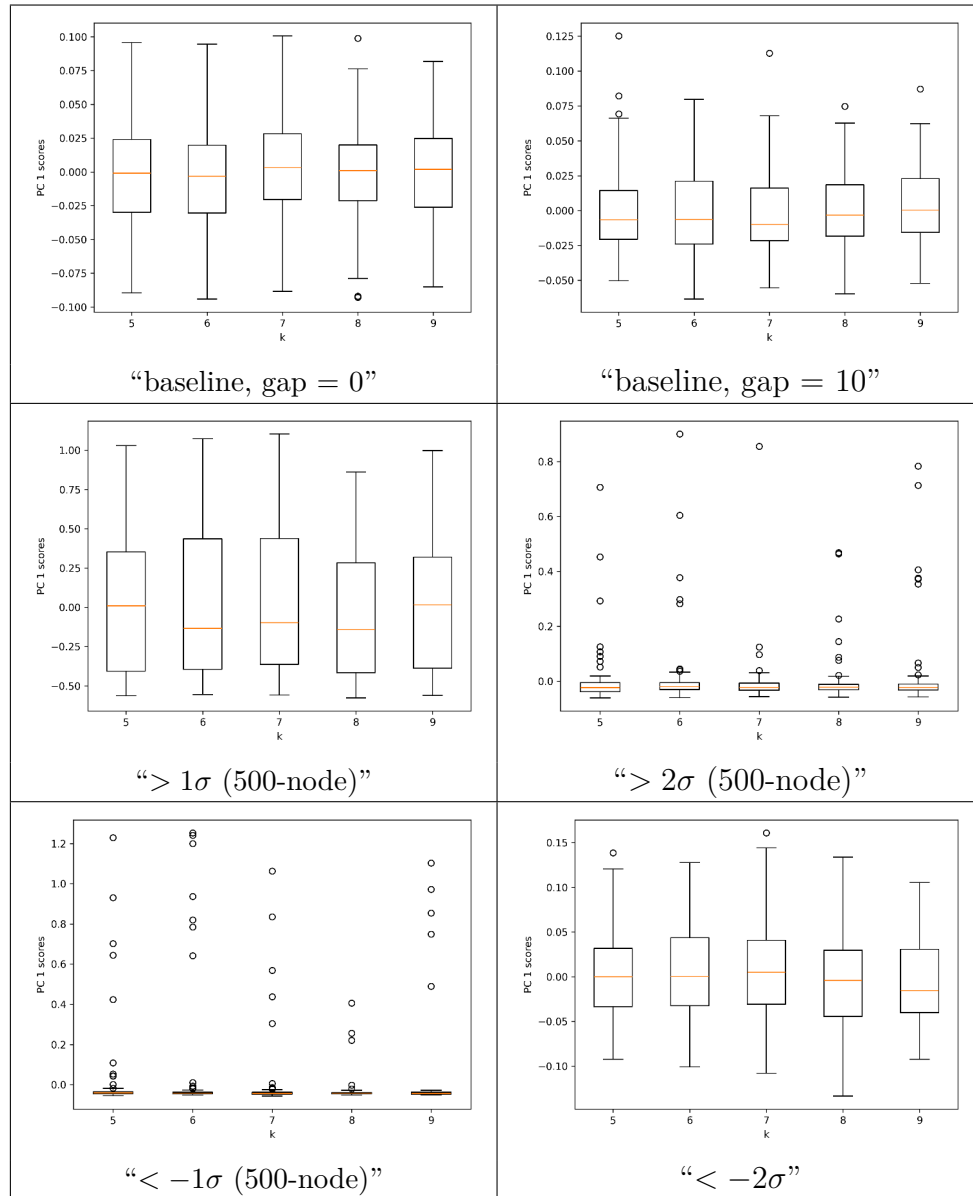 0.100
0.075
0.050
0.025
0.000
−0.025
−0.050
−0.075
−0.100
PC 1 scores
5 6 7 8 9
k
“baseline, gap = 0”
0.125
0.100
0.075
0.050
0.025
0.000
−0.025
−0.050
PC 1 scores
5 6 7 8 9
k
“baseline, gap = 10”
1.00
0.75
0.50
0.25
0.00
−0.25
−0.50
PC 1 scores
5 6 7 8 9
k
“> 1σ (500-node)”
0.8
0.6
0.4
0.2
0.0
PC 1 scores
5 6 7 8 9
k
“> 2σ (500-node)”
1.2
1.0
0.8
0.6
0.4
0.2
0.0
PC 1 scores
5 6 7 8 9
k
“< −1σ (500-node)”
0.15
0.10
0.05
0.00
−0.05
−0.10
PC 1 scores
5 6 7 8 9
k
“< −2σ”